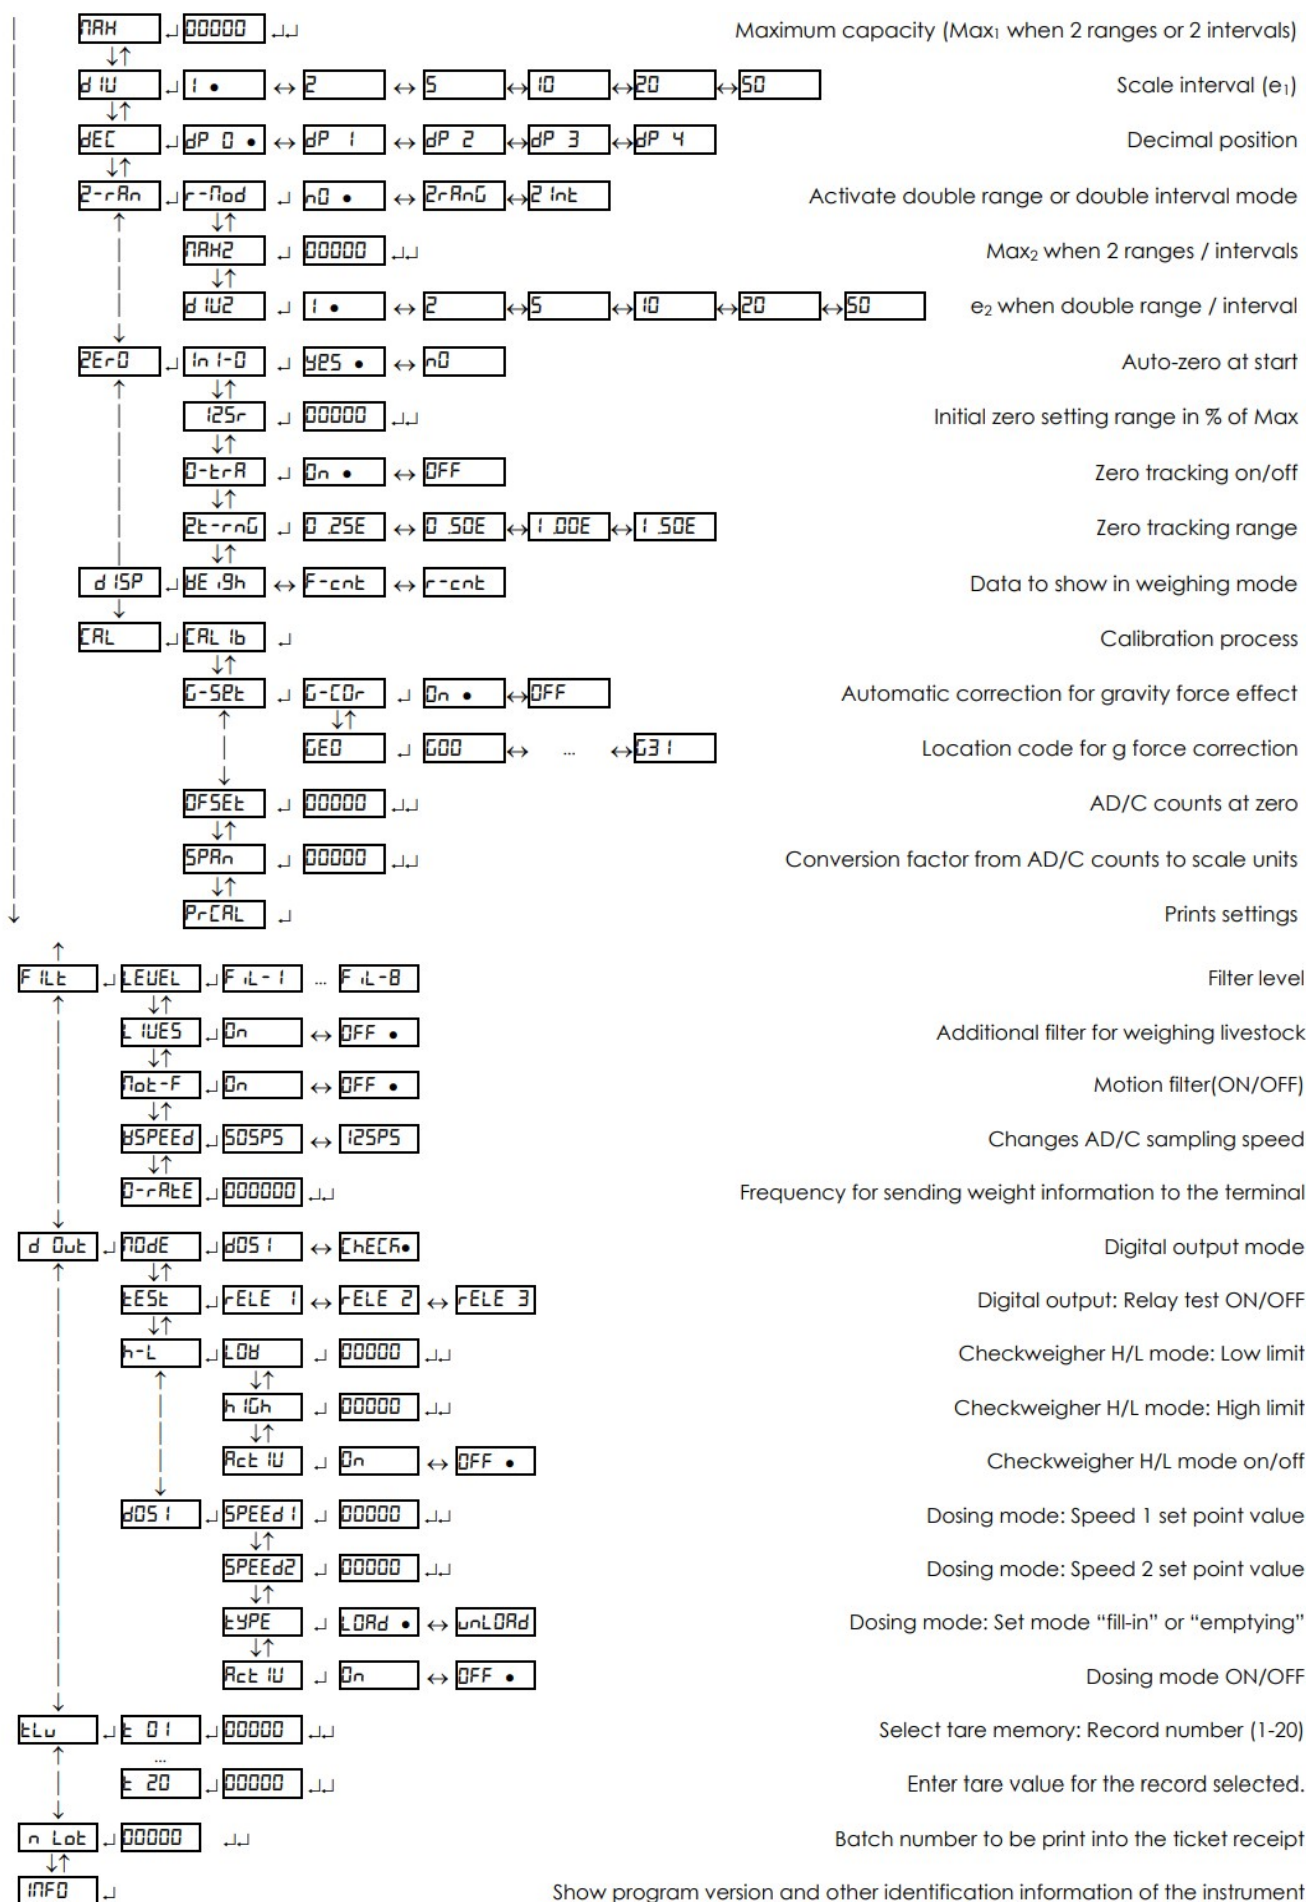 MAX 00000 Maximum capacity (Max1 when 2 ranges or 2 intervals)
dIV 1 • 2 5 10 20 50 Scale interval (e1)
dEC dP 0 • dP 1 dP 2 dP 3 dP 4 Decimal position
2-rAn r-Mod nO • 2rAnG 2 Int Activate double range or double interval mode
MAX2 00000 Max2 when 2 ranges / intervals
dIV2 1 • 2 5 10 20 50 e2 when double range / interval
ZErO InI-0 YES • nO Auto-zero at start
IZSr 00000 Initial zero setting range in % of Max
0-trA On • OFF Zero tracking on/off
Zt-rnG 0.25E 0.50E 1.00E 1.50E Zero tracking range
dISP WEiGh F-cnt r-cnt Data to show in weighing mode
CAL CALIb Calibration process
G-SEt G-COr On • OFF Automatic correction for gravity force effect
GEO G00 ... G31 Location code for g force correction
OFSEt 00000 AD/C counts at zero
SPAn 00000 Conversion factor from AD/C counts to scale units
PrCAL Prints settings
FILt LEVEL FiL-1 ... FiL-8 Filter level
LIVES On OFF • Additional filter for weighing livestock
Mot-F On OFF • Motion filter(ON/OFF)
WSPEEd 50SPS 12SPS Changes AD/C sampling speed
O-rAtE 000000 Frequency for sending weight information to the terminal
d Out MOdE dOSI ChECK• Digital output mode
tESt rELE 1 rELE 2 rELE 3 Digital output: Relay test ON/OFF
h-L LOW 00000 Checkweigher H/L mode: Low limit
hIGh 00000 Checkweigher H/L mode: High limit
ActIV On OFF • Checkweigher H/L mode on/off
dOSI SPEEd1 00000 Dosing mode: Speed 1 set point value
SPEEd2 00000 Dosing mode: Speed 2 set point value
tYPE LOAd • unLOAd Dosing mode: Set mode “fill-in” or “emptying”
ActIV On OFF • Dosing mode ON/OFF
tLu t 01 00000 Select tare memory: Record number (1-20)
...
t 20 00000 Enter tare value for the record selected.
n Lot 00000 Batch number to be print into the ticket receipt
INFO Show program version and other identification information of the instrument